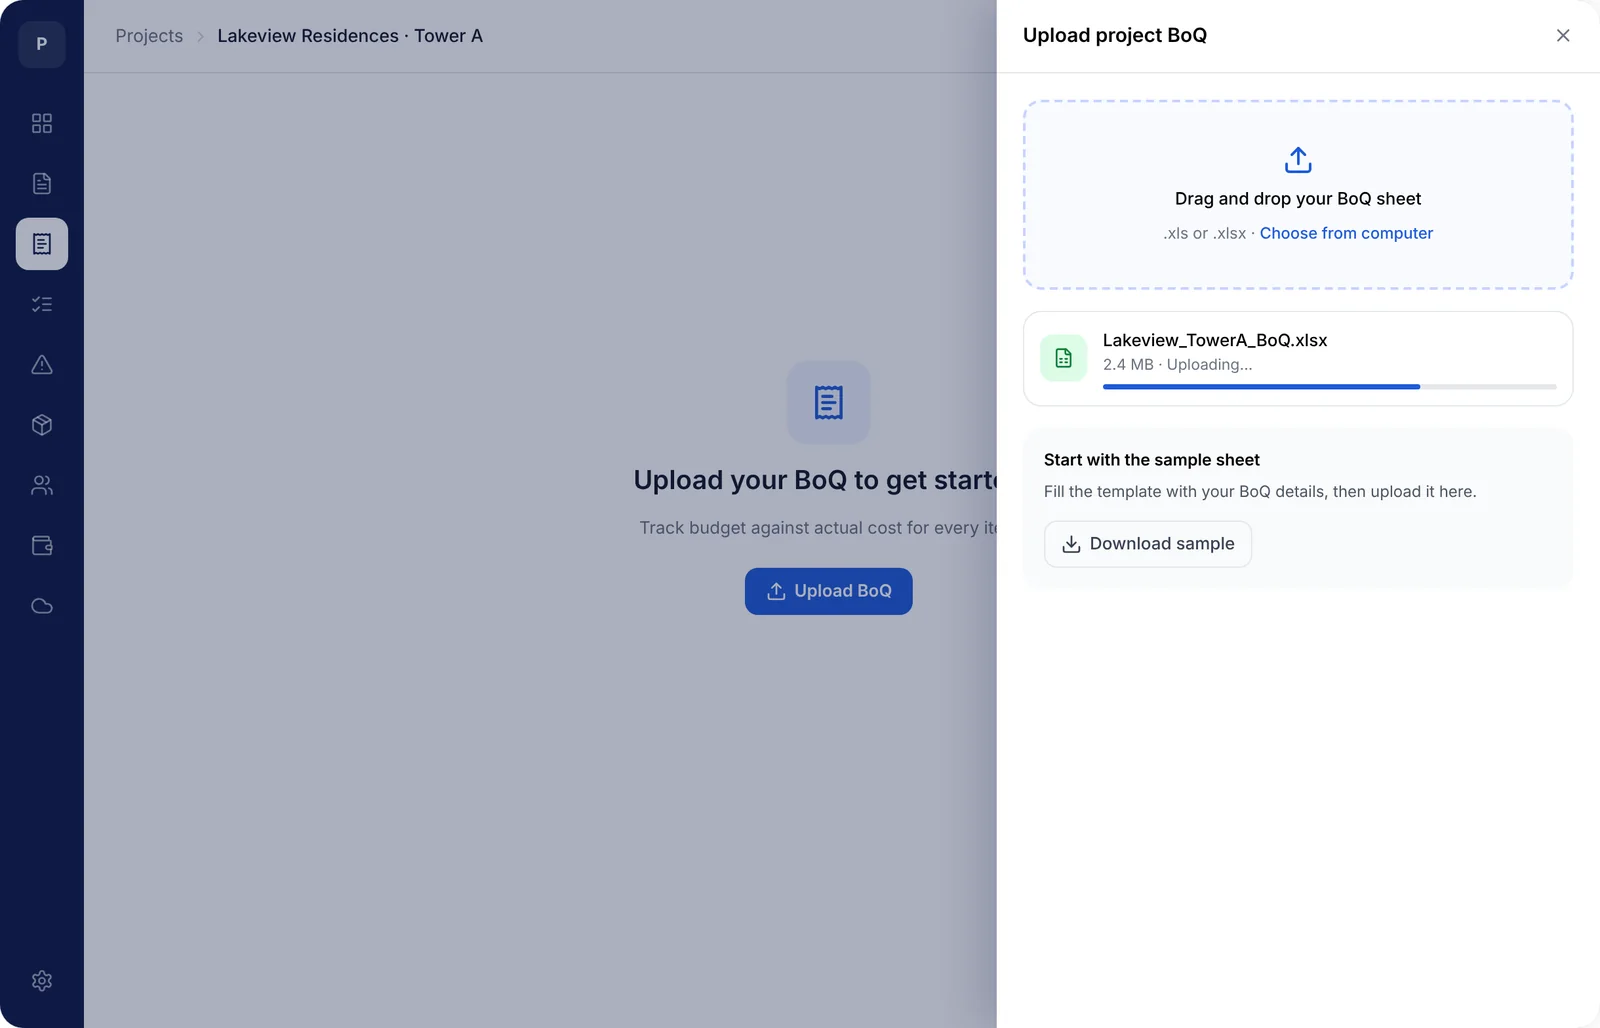 P
Projects
Lakeview Residences · Tower A
Upload your BoQ to get
Track budget against actual cost for every
Upload BoQ
Upload project BoQ
Drag and drop your BoQ sheet
.xls or .xlsx · Choose from computer
Lakeview_TowerA_BoQ.xlsx
2.4 MB · Uploading...
Start with the sample sheet
Fill the template with your BoQ details, then upload it here.
Download sample